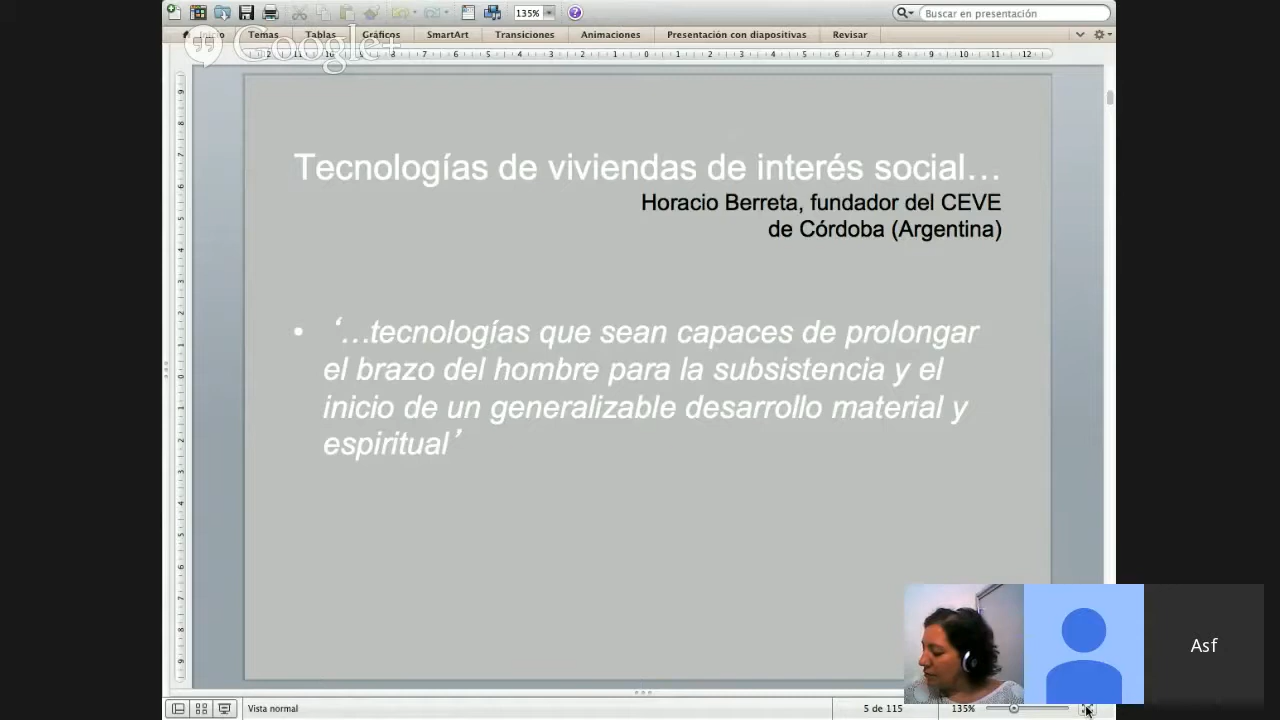 135%
Buscar en presentación
Google+
Inicio Temas Tablas Gráficos SmartArt Transiciones Animaciones Presentación con diapositivas Revisar
Tecnologías de viviendas de interés social…
Horacio Berreta, fundador del CEVE
de Córdoba (Argentina)
• ‘…tecnologías que sean capaces de prolongar
el brazo del hombre para la subsistencia y el
inicio de un generalizable desarrollo material y
espiritual’
Asf
Vista normal
5 de 115
135%